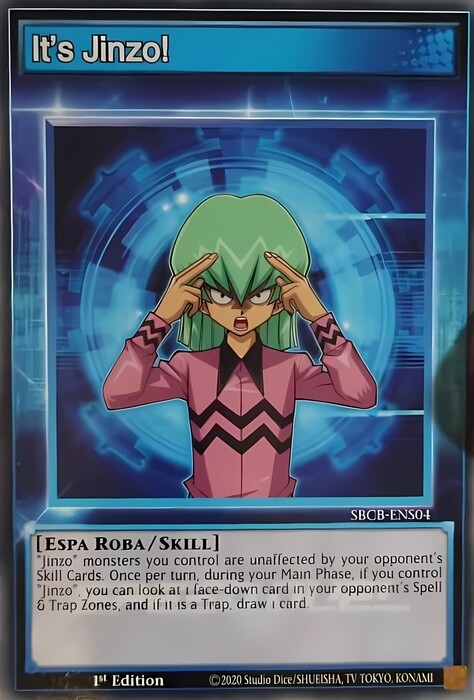 It's Jinzo!
SBCB-ENS04
[ESPA ROBA/SKILL]
"Jinzo" monsters you control are unaffected by your opponent's
Skill Cards. Once per turn, during your Main Phase, if you control
"Jinzo", you can look at 1 face-down card in your opponent's Spell
& Trap Zones, and if it is a Trap, draw 1 card.
1st Edition
©2020 Studio Dice/SHUEISHA, TV TOKYO, KONAMI